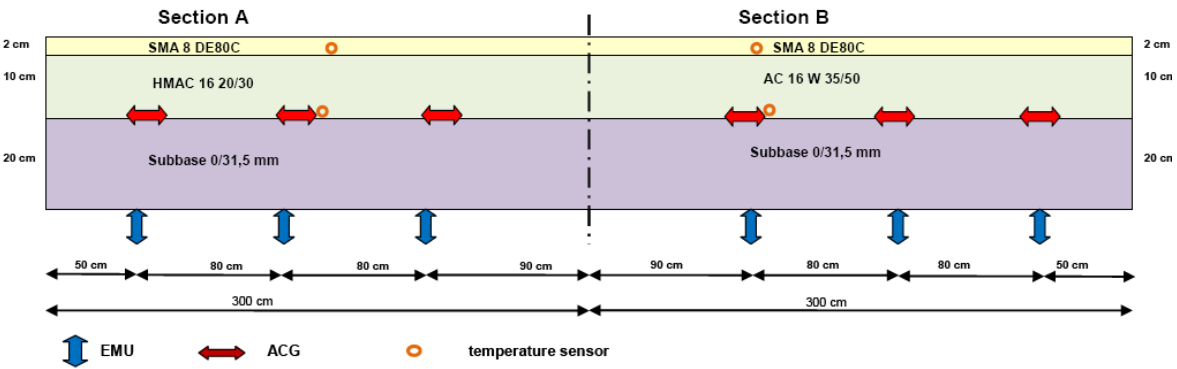 Section A
Section B
2 cm
SMA 8 DE80C
SMA 8 DE80C
2 cm
10 cm
HMAC 16 20/30
AC 16 W 35/50
10 cn
20 cm
Subbase 0/31,5 mm
Subbase 0/31,5 mm
20 cn
50 cm
80 cm
80 cm
90 cm
90 cm
80 cm
80 cm
50 cm
300 cm
300 cm
EMU
ACG
temperature sensor